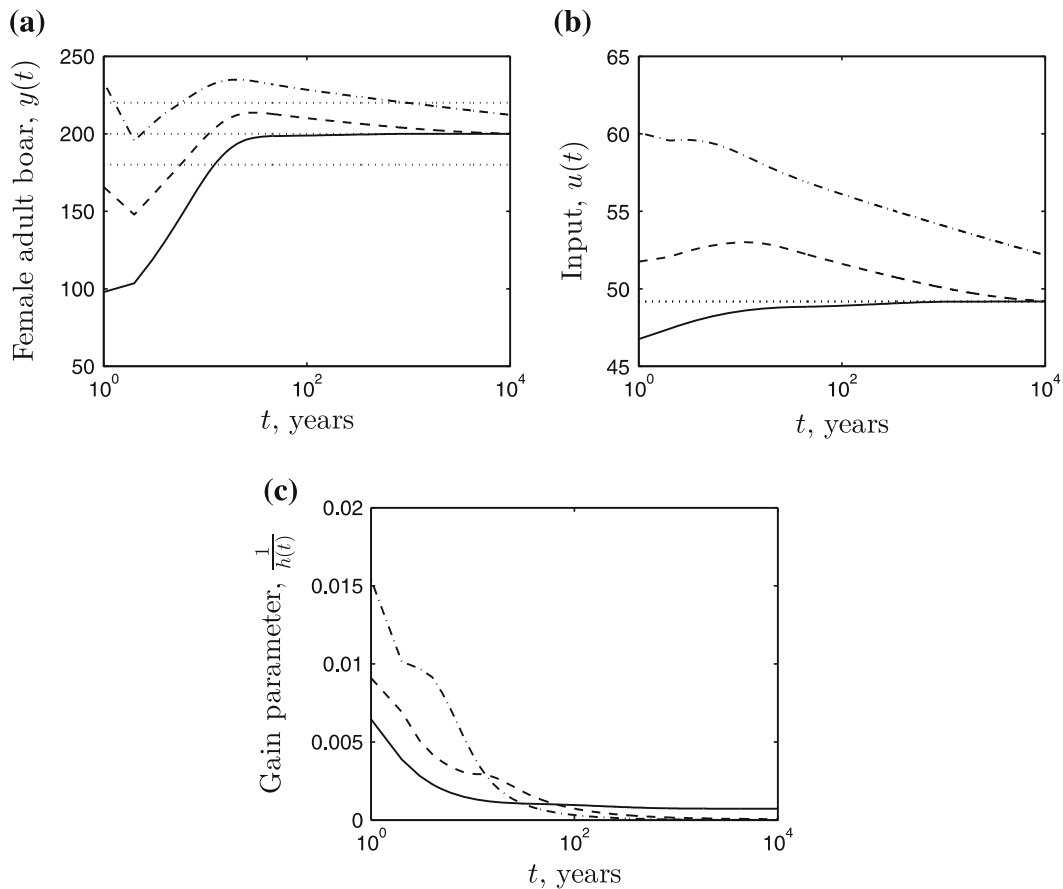 (a)
Female adult boar, y(t)
250
200
150
100
50
10^0
10^2
10^4
t, years
(b)
Input, u(t)
65
60
55
50
45
10^0
10^2
10^4
t, years
(c)
Gain parameter, 1/h(t)
0.02
0.015
0.01
0.005
0
10^0
10^2
10^4
t, years